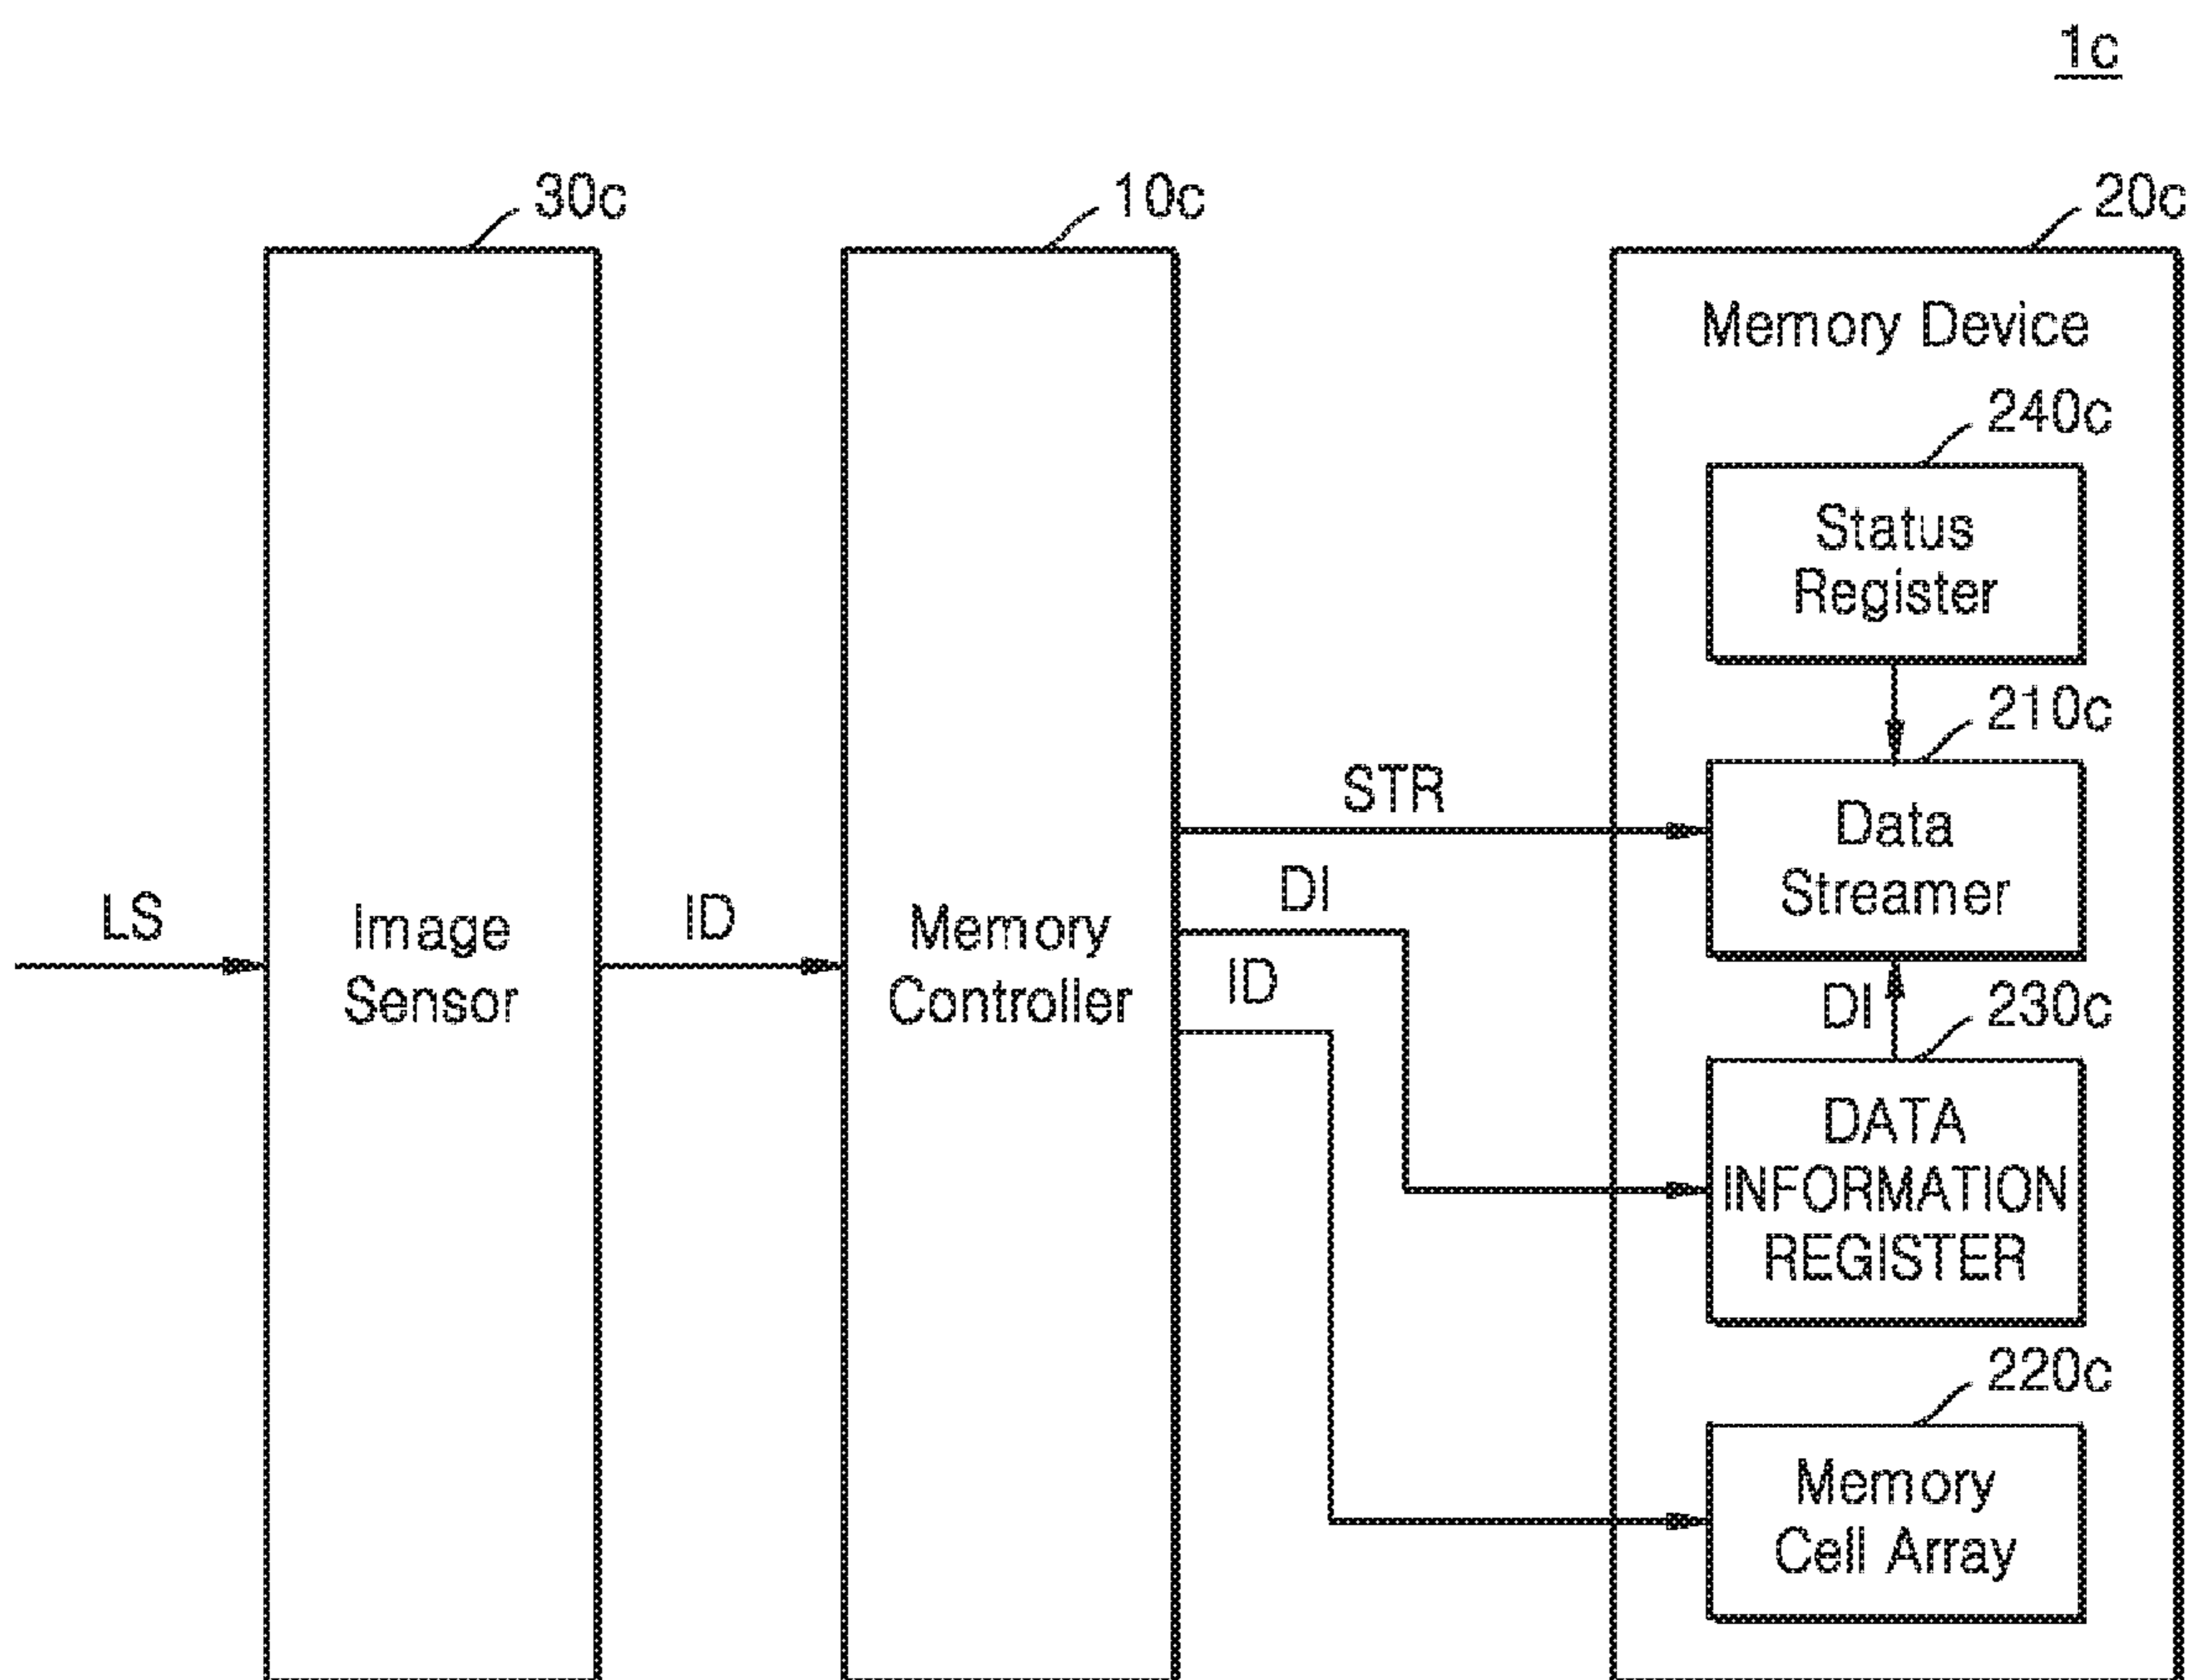 1c
30c
10c
20c
Memory Device
240c
Status
Register
210c
STR
Data
Streamer
DI
LS
Image
Sensor
ID
Memory
Controller
ID
DI
230c
DATA
INFORMATION
REGISTER
220c
Memory
Cell Array